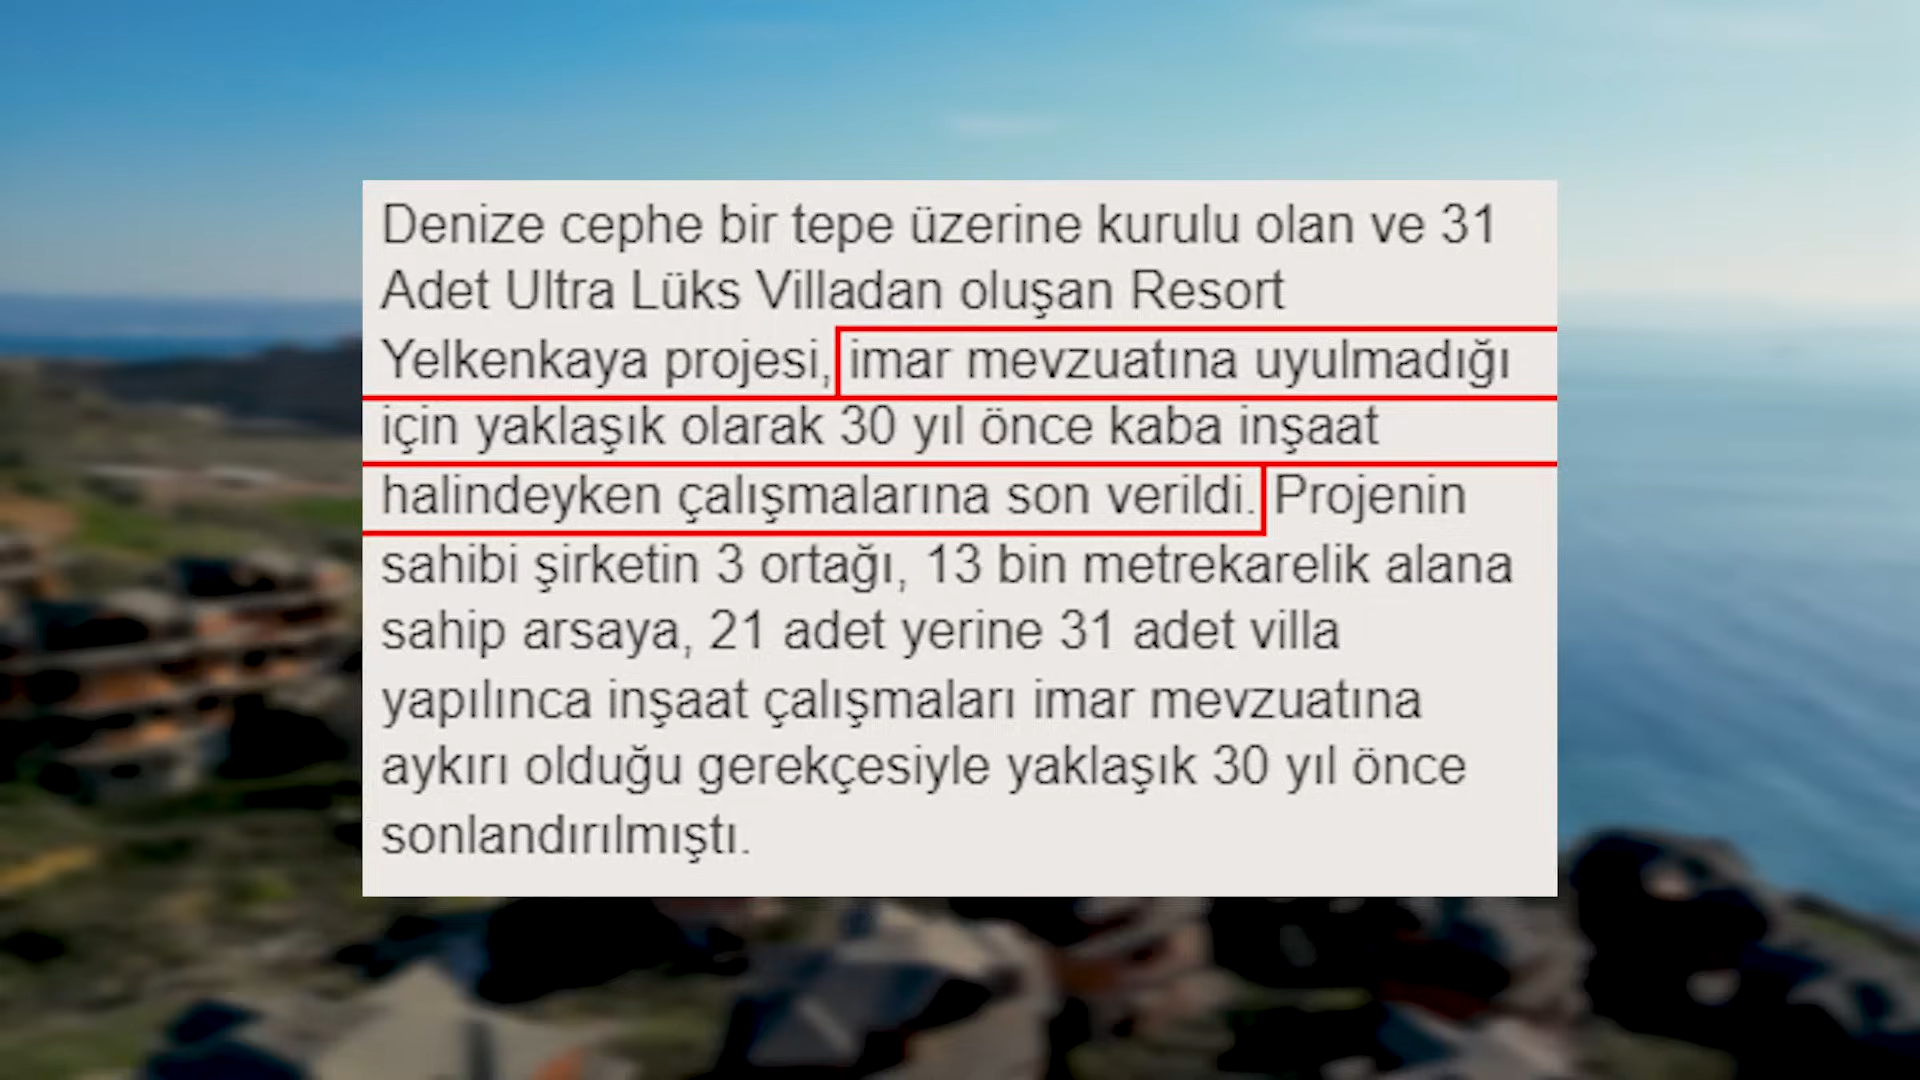 Denize cephe bir tepe üzerine kurulu olan ve 31
Adet Ultra Lüks Villadan oluşan Resort
Yelkenkaya projesi, imar mevzuatına uyulmadığı
için yaklaşık olarak 30 yıl önce kaba inşaat
halindeyken çalışmalarına son verildi. Projenin
sahibi şirketin 3 ortağı, 13 bin metrekarelik alana
sahip arsaya, 21 adet yerine 31 adet villa
yapılınca inşaat çalışmaları imar mevzuatına
aykırı olduğu gerekçesiyle yaklaşık 30 yıl önce
sonlandırılmıştı.